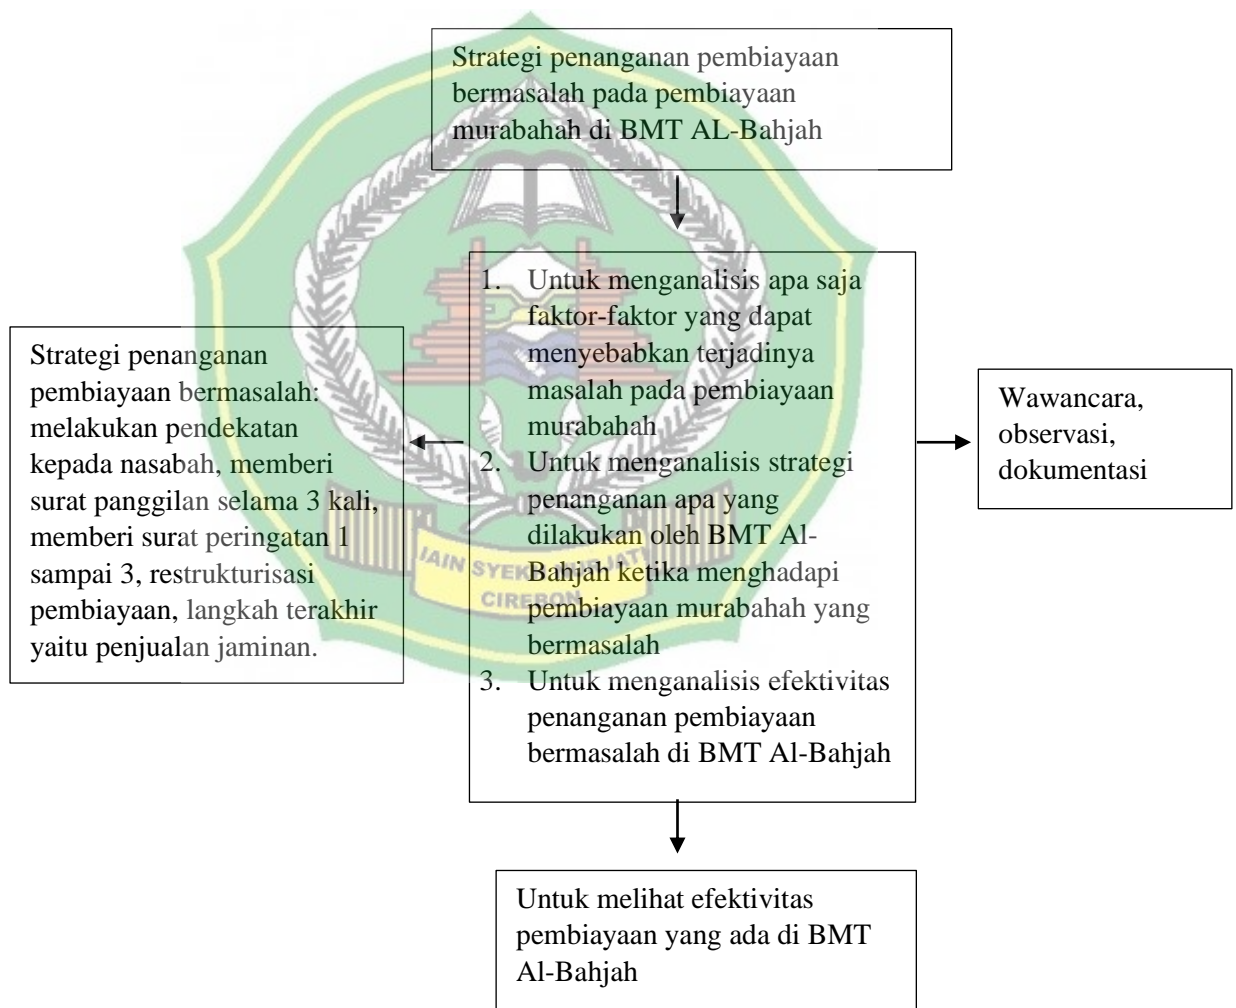 Strategi penanganan pembiayaan
bermasalah pada pembiayaan
murabahah di BMT AL-Bahjah
1. Untuk menganalisis apa saja
faktor-faktor yang dapat
menyebabkan terjadinya
masalah pada pembiayaan
murabahah
2. Untuk menganalisis strategi
penanganan apa yang
dilakukan oleh BMT Al-
Bahjah ketika menghadapi
pembiayaan murabahah yang
bermasalah
3. Untuk menganalisis efektivitas
penanganan pembiayaan
bermasalah di BMT Al-Bahjah
Strategi penanganan
pembiayaan bermasalah:
melakukan pendekatan
kepada nasabah, memberi
surat panggilan selama 3 kali,
memberi surat peringatan 1
sampai 3, restrukturisasi
pembiayaan, langkah terakhir
yaitu penjualan jaminan.
Wawancara,
observasi,
dokumentasi
IAIN SYEKH NURJATI
CIREBON
Untuk melihat efektivitas
pembiayaan yang ada di BMT
Al-Bahjah